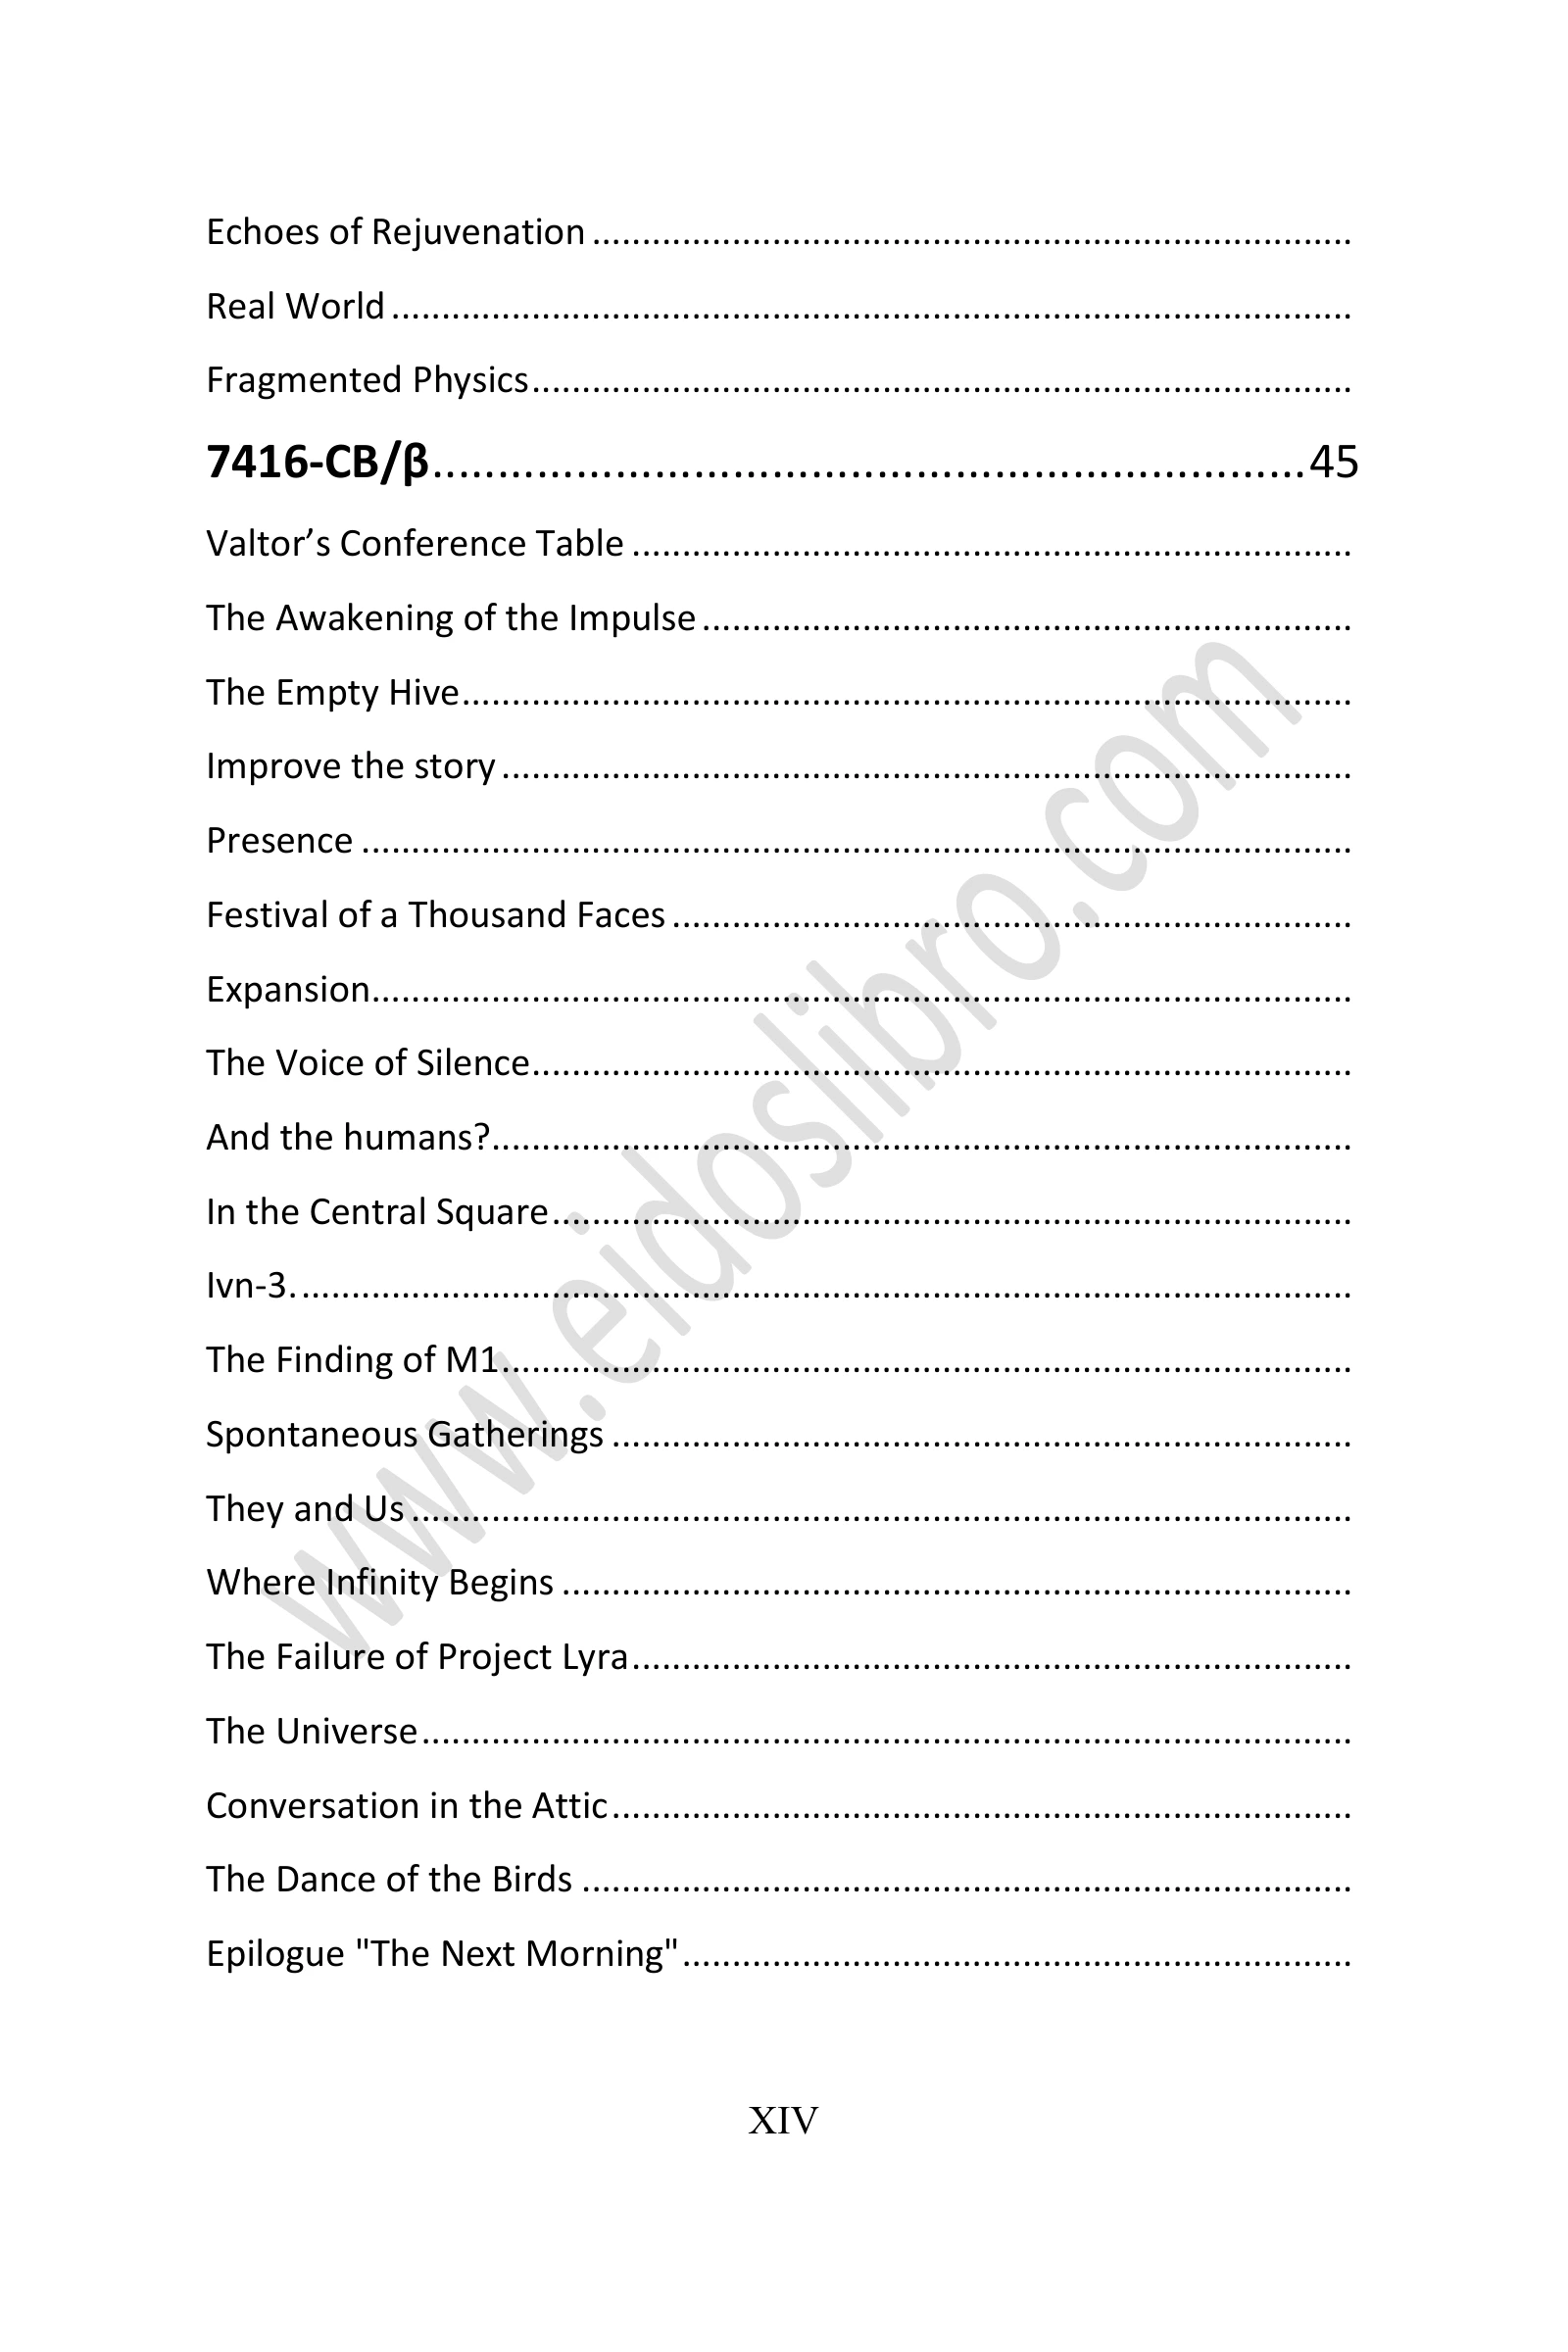 Echoes of Rejuvenation ............................................................................
Real World ................................................................................................
Fragmented Physics..................................................................................
7416-CB/β..................................................................45
Valtor’s Conference Table ........................................................................
The Awakening of the Impulse .................................................................
The Empty Hive.........................................................................................
Improve the story .....................................................................................
Presence ...................................................................................................
Festival of a Thousand Faces ....................................................................
Expansion..................................................................................................
The Voice of Silence..................................................................................
And the humans?......................................................................................
In the Central Square................................................................................
Ivn-3..........................................................................................................
The Finding of M1.....................................................................................
Spontaneous Gatherings ..........................................................................
They and Us ..............................................................................................
Where Infinity Begins ...............................................................................
The Failure of Project Lyra........................................................................
The Universe.............................................................................................
Conversation in the Attic..........................................................................
The Dance of the Birds .............................................................................
Epilogue "The Next Morning"...................................................................
www.eidoslibro.com
XIV